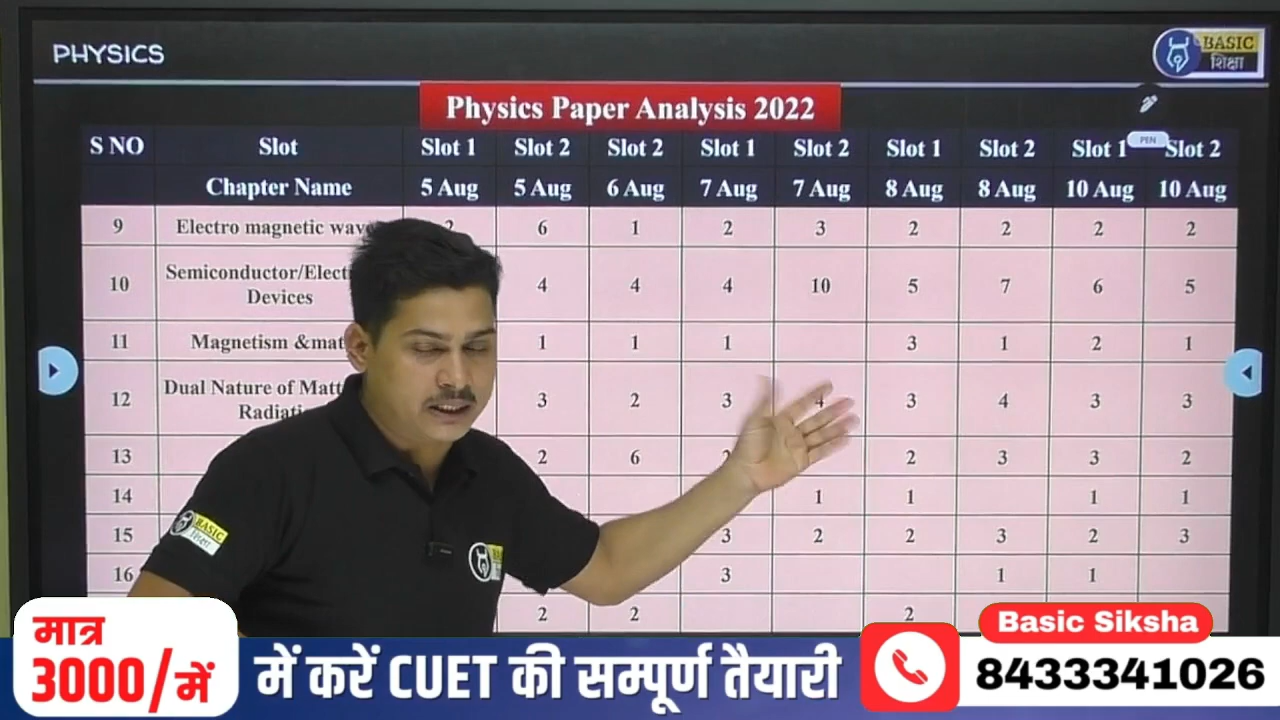 PHYSICS
BASIC
शिक्षा
Physics Paper Analysis 2022
PEN
S NO Slot Slot 1 Slot 2 Slot 2 Slot 1 Slot 2 Slot 1 Slot 2 Slot 1 Slot 2
Chapter Name 5 Aug 5 Aug 6 Aug 7 Aug 7 Aug 8 Aug 8 Aug 10 Aug 10 Aug
9 Electro magnetic 6 1 2 3 2 2 2 2
10 4 4 4 10 5 7 6 5
Devices
11 Magnetism & 1 1 1 3 1 2 1
12 Dual Nature of 3 2 3 4 3 4 3 3
13 2 6 2 3 3 2
14 1 1 1 1
15 3 2 2 3 2 3
16 3 1 1
2 2 2
BASIC
शिक्षा
मात्र
3000/में
में करें CUET की सम्पूर्ण तैयारी
Basic Siksha
8433341026